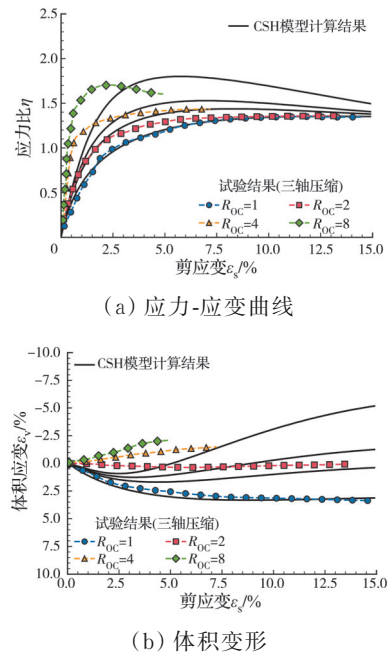 2.5
CSH模型计算结果
2.0
1.5
1.0
0.5
应力比η
试验结果(三轴压缩)
R_OC=1 R_OC=2
R_OC=4 R_OC=8
0 2.5 5.0 7.5 10.0 12.5 15.0
剪应变ε_s/%
(a) 应力-应变曲线
-10.0
CSH模型计算结果
-7.5
-5.0
-2.5
0.0
2.5
5.0
7.5
10.0
体积应变ε_v/%
试验结果(三轴压缩)
R_OC=1 R_OC=2
R_OC=4 R_OC=8
0.0 2.5 5.0 7.5 10.0 12.5 15.0
剪应变ε_s/%
(b) 体积变形